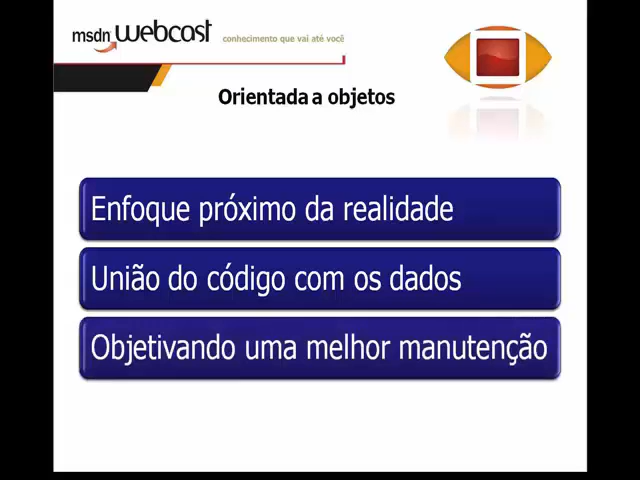 msdn webcast conhecimento que vai até você
Orientada a objetos
Enfoque próximo da realidade
União do código com os dados
Objetivando uma melhor manutenção